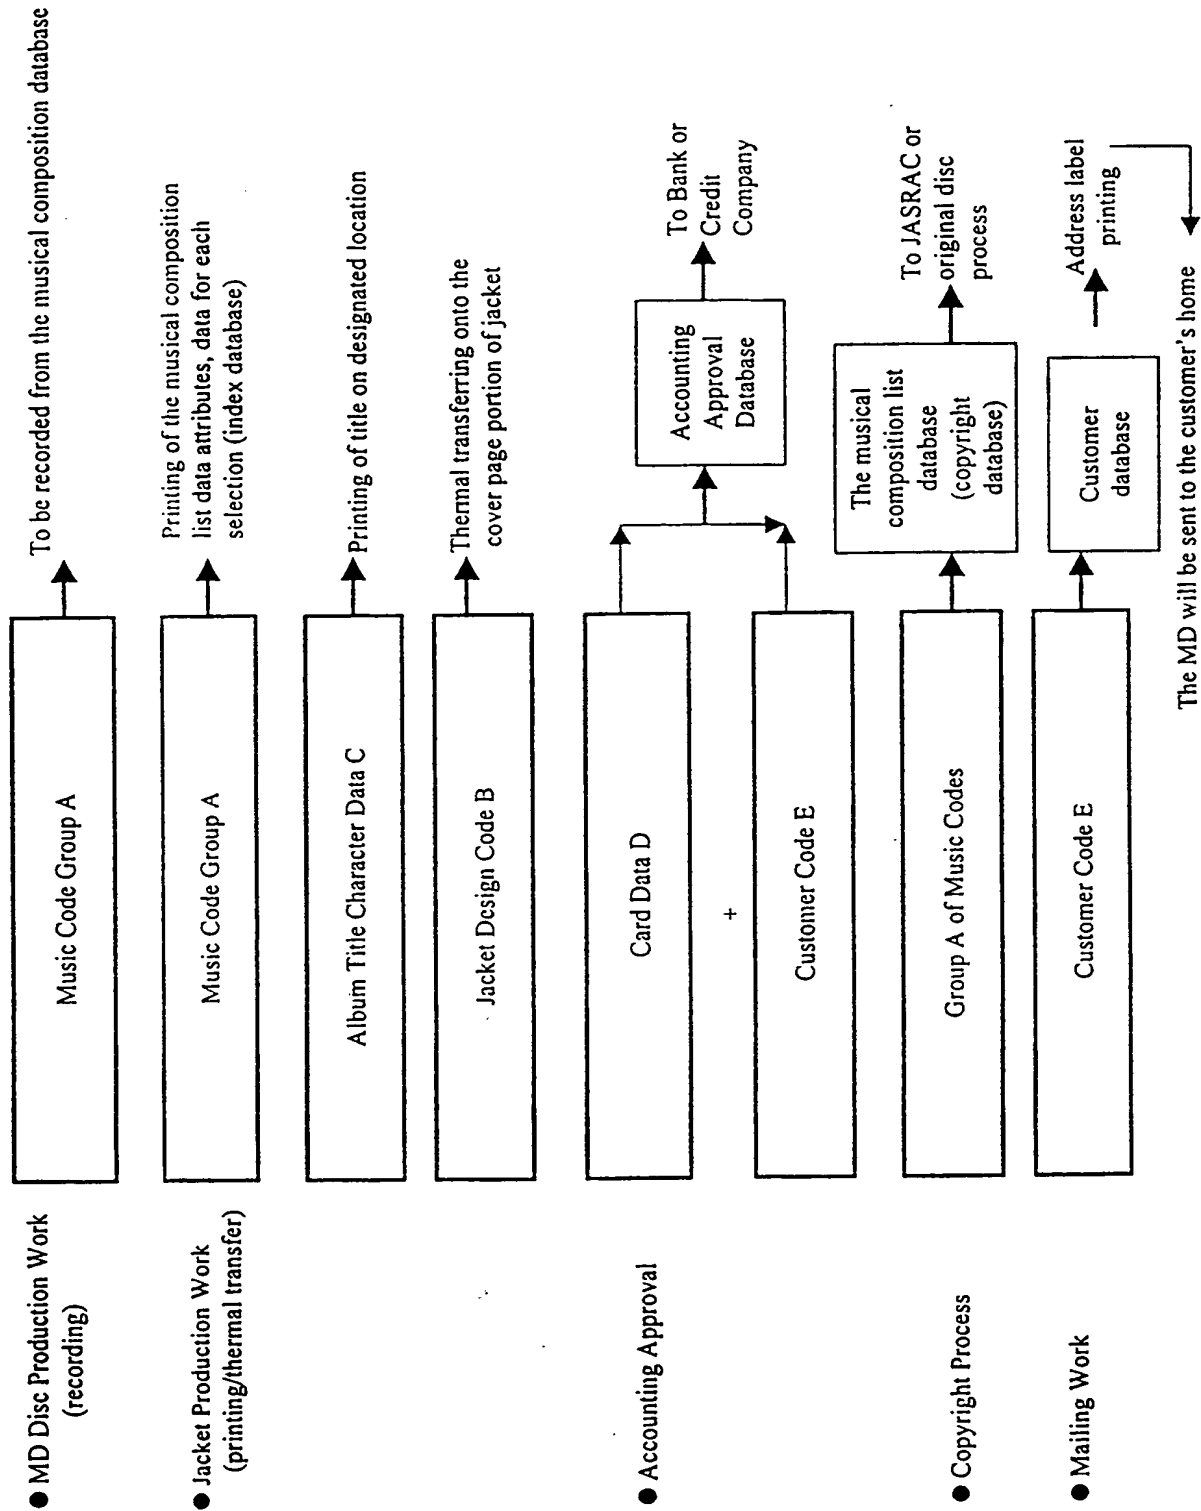 ● MD Disc Production Work
(recording)
Music Code Group A
To be recorded from the musical composition database
● Jacket Production Work
(printing/thermal transfer)
Music Code Group A
Printing of the musical composition
list data attributes, data for each
selection (index database)
Album Title Character Data C
Printing of title on designated location
Jacket Design Code B
Thermal transferring onto the
cover page portion of jacket
● Accounting Approval
Card Data D
+
Customer Code E
Accounting
Approval
Database
To Bank or
Credit
Company
● Copyright Process
Group A of Music Codes
The musical
composition list
database
(copyright
database)
To JASRAC or
original disc
process
● Mailing Work
Customer Code E
Customer
database
Address label
printing
The MD will be sent to the customer's home